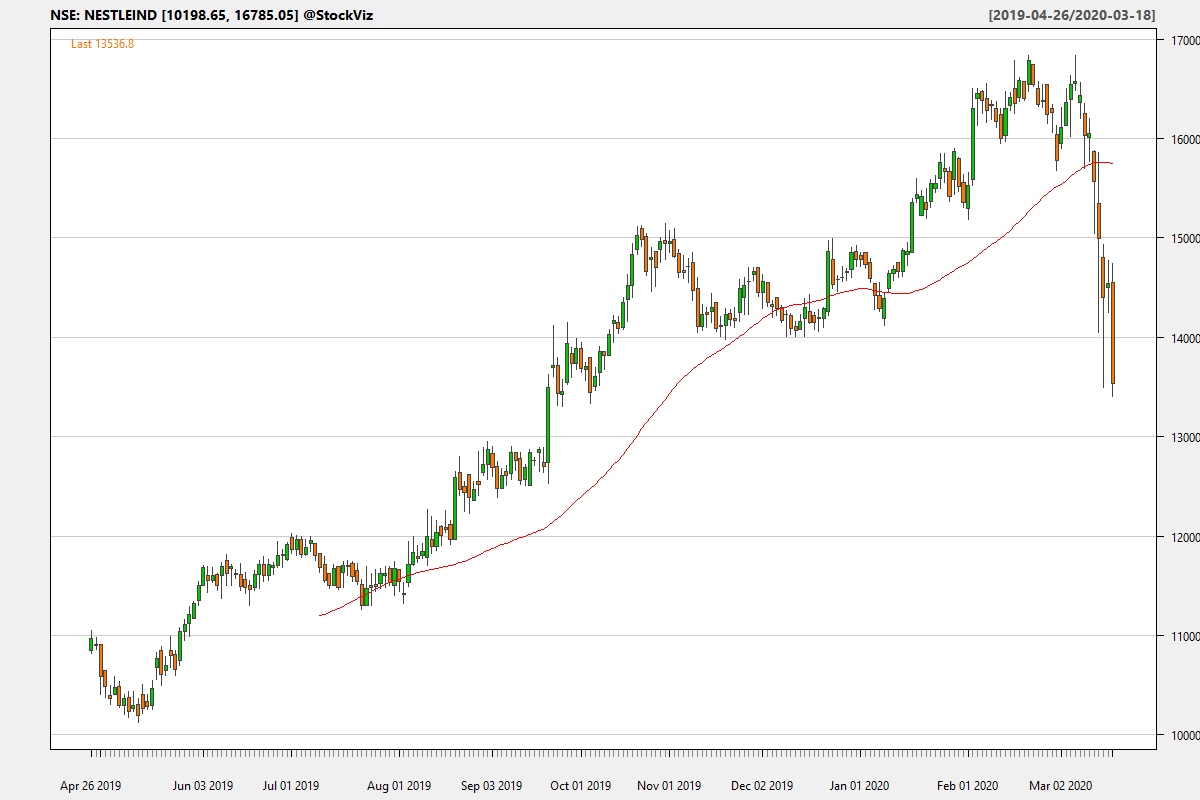 NSE: NESTLEIND [10198.65, 16785.05] @StockViz [2019-04-26/2020-03-18]
Last 13536.8
17000
16000
15000
14000
13000
12000
11000
10000
Apr 26 2019 Jun 03 2019 Jul 01 2019 Aug 01 2019 Sep 03 2019 Oct 01 2019 Nov 01 2019 Dec 02 2019 Jan 01 2020 Feb 01 2020 Mar 02 2020